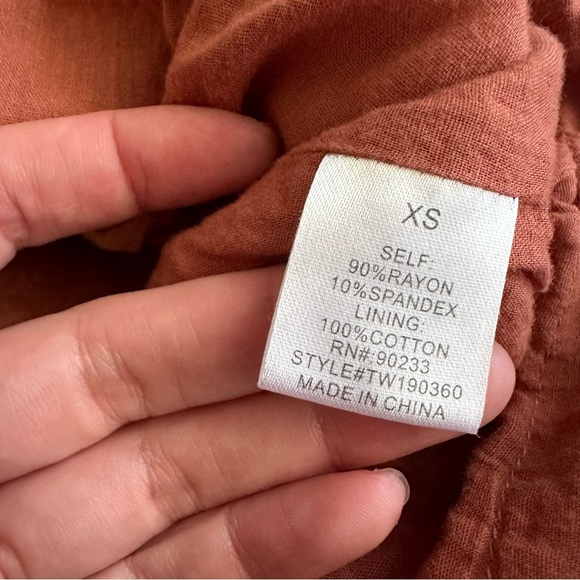 XS
SELF:
90%RAYON
10%SPANDEX
LINING:
100%COTTON
RN#:90233
STYLE#TW190360
MADE IN CHINA